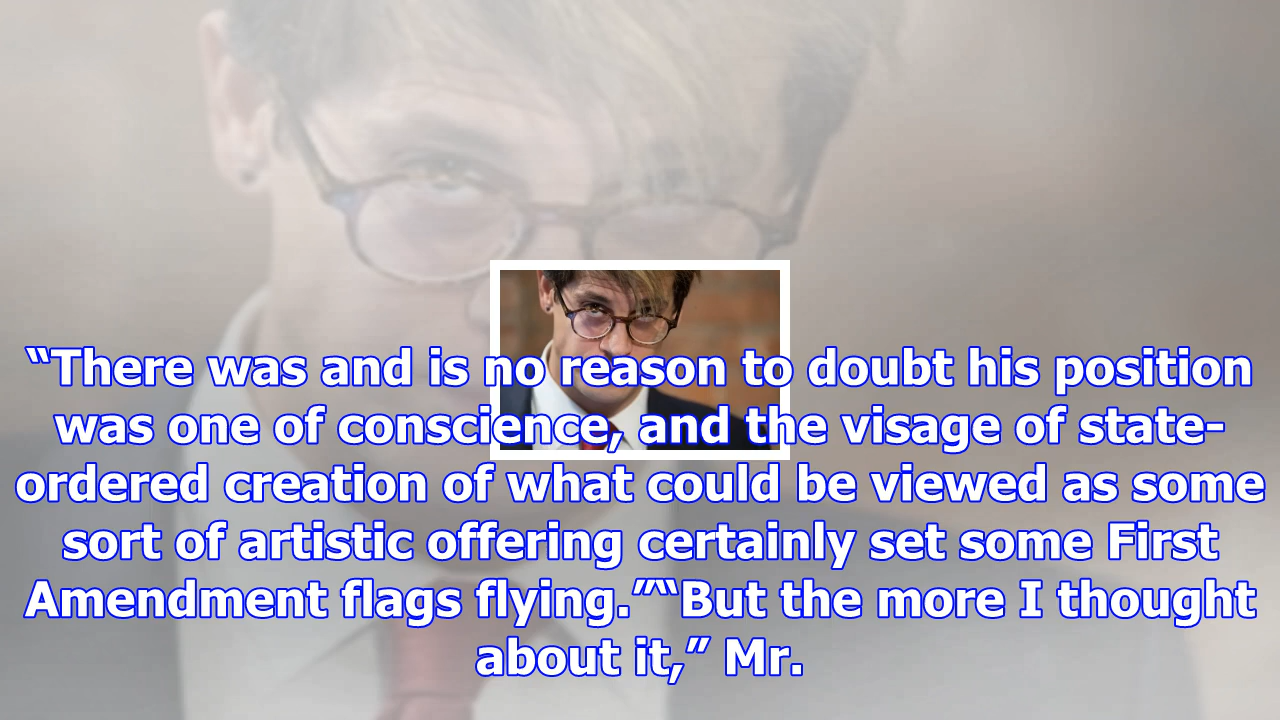 “There was and is no reason to doubt his position
was one of conscience, and the visage of state-
ordered creation of what could be viewed as some
sort of artistic offering certainly set some First
Amendment flags flying.”“But the more I thought
about it,” Mr.